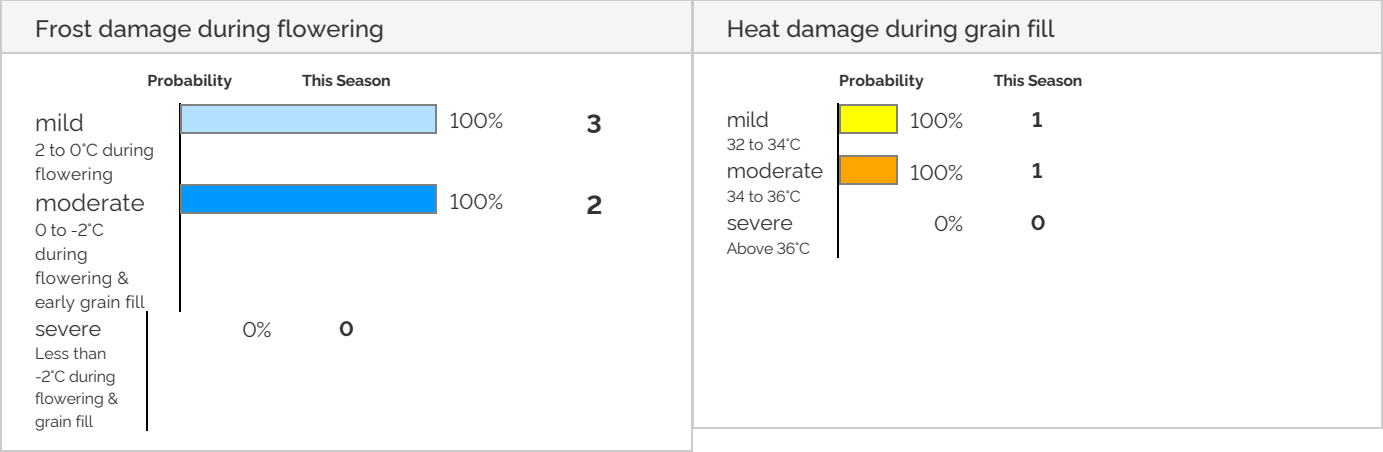 Frost damage during flowering
Probability This Season
mild 100% 3
2 to 0°C during
flowering
moderate 100% 2
0 to -2°C
during
flowering &
early grain fill
severe 0% 0
Less than
-2°C during
flowering &
grain fill
Heat damage during grain fill
Probability This Season
mild 100% 1
32 to 34°C
moderate 100% 1
34 to 36°C
severe 0% 0
Above 36°C